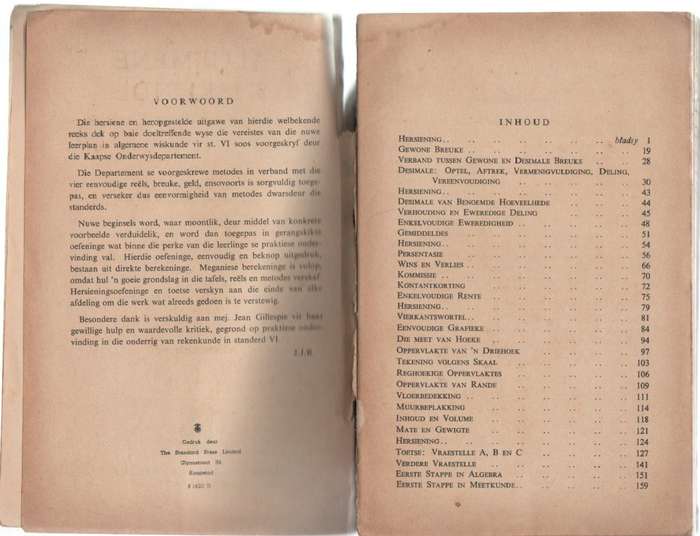 VOORWOORD
Die hersiene en heropgestelde uitgawe van hierdie welbekende
reeks dek op baie doeltreffende wyse die vereistes van die nuwe
leerplan in algemene wiskunde vir st. VI soos voorgeskryf deur
die Kaapse Onderwysdepartement.
Die Departement se voorgeskrewe metodes in verband met die
vier eenvoudige reëls, breuke, geld, ensovoorts is sorgvuldig toege-
pas, en verseker dus eenvormigheid van metodes dwarsdeur die
standerds.
Nuwe beginsels word, waar moontlik, deur middel van konkrete
voorbeelde verduidelik, en word dan toegepas in gerangskikte
oefeninge wat binne die perke van die leerlinge se praktiese onder-
vinding val. Hierdie oefeninge, eenvoudig en beknop uitgedruk,
bestaan uit direkte berekeninge. Meganiese berekeninge is volop,
omdat hul 'n goeie grondslag in die tafels, reëls en metodes verskaf.
Hersieningsoefeninge en toetse verskyn aan die einde van elke
afdeling om die werk wat alreeds gedoen is te verstewig.
Besondere dank is verskuldig aan mej. Jean Gillespie vir haar
gewillige hulp en waardevolle kritiek, gegrond op praktiese onder-
vinding in die onderrig van rekenkunde in standerd VI.
J.J.B.
Gedruk deur
The Standard Press Limited
Kaapstad
INHOUD
HERSIENING.. .. .. .. .. .. .. bladsy 1
GEWONE BREUKE .. .. .. .. .. .. .. 19
VERBAND TUSSEN GEWONE EN DESIMALE BREUKE .. .. 28
DESIMALE: OPTEL, AFTREK, VERMENIGVULDIGING, DELING,
VEREENVOUDIGING .. .. .. .. .. .. 30
HERSIENING.. .. .. .. .. .. .. 43
DESIMALE VAN BENOEMDE HOEVEELHEDE .. .. .. 44
VERHOUDING EN EWEREDIGE DELING .. .. .. 45
ENKELVOUDIGE EWEREDIGHEID .. .. .. .. .. 48
GEMIDDELDES .. .. .. .. .. .. .. 51
HERSIENING.. .. .. .. .. .. .. 54
PERSENTASIE .. .. .. .. .. .. .. 56
WINS EN VERLIES .. .. .. .. .. .. .. 66
KOMMISSIE .. .. .. .. .. .. .. 70
KONTANTKORTING .. .. .. .. .. .. 72
ENKELVOUDIGE RENTE .. .. .. .. .. .. 75
HERSIENING.. .. .. .. .. .. .. 79
VIERKANTSWORTEL .. .. .. .. .. .. 81
EENVOUDIGE GRAFIEKE .. .. .. .. .. .. 84
DIE MEET VAN HOEKE .. .. .. .. .. .. 94
OPPERVLAKTE VAN 'N DRIEHOEK .. .. .. .. 97
TEKENING VOLGENS SKAAL .. .. .. .. .. 103
REGHOEKIGE OPPERVLAKTES .. .. .. .. .. 106
OPPERVLAKTE VAN RANDE .. .. .. .. .. 109
VLOERBEDEKKING .. .. .. .. .. .. 111
MUURBEPLAKKING .. .. .. .. .. .. 114
INHOUD EN VOLUME .. .. .. .. .. .. 118
MATE EN GEWIGTE .. .. .. .. .. .. 121
HERSIENING.. .. .. .. .. .. .. 124
TOETSE: VRAESTELLE A, B EN C .. .. .. .. 127
VERDERE VRAESTELLE .. .. .. .. .. .. 141
EERSTE STAPPE IN ALGEBRA .. .. .. .. .. 151
EERSTE STAPPE IN MEETKUNDE.. .. .. .. .. 159